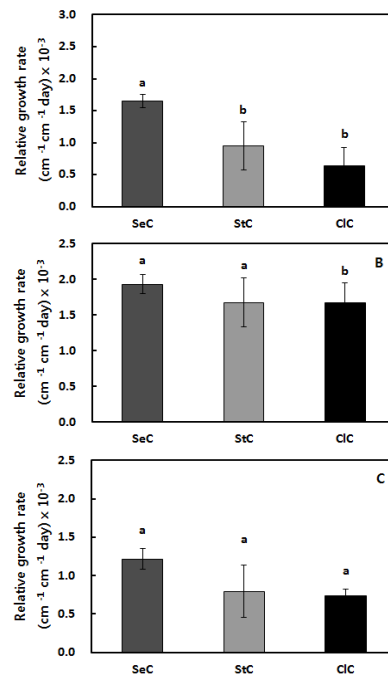 3.0
2.5
2.0
1.5
1.0
0.5
0.0
Relative growth rate
(cm -1 cm -1 day) × 10-3
a
b
b
SeC StC ClC
2.5
2.0
1.5
1.0
0.5
0.0
Relative growth rate
(cm -1 cm -1 day) × 10-3
B
a
a
b
SeC StC ClC
2.5
2.0
1.5
1.0
0.5
0.0
Relative growth rate
(cm -1 cm -1 day) × 10-3
C
a
a
a
SeC StC ClC